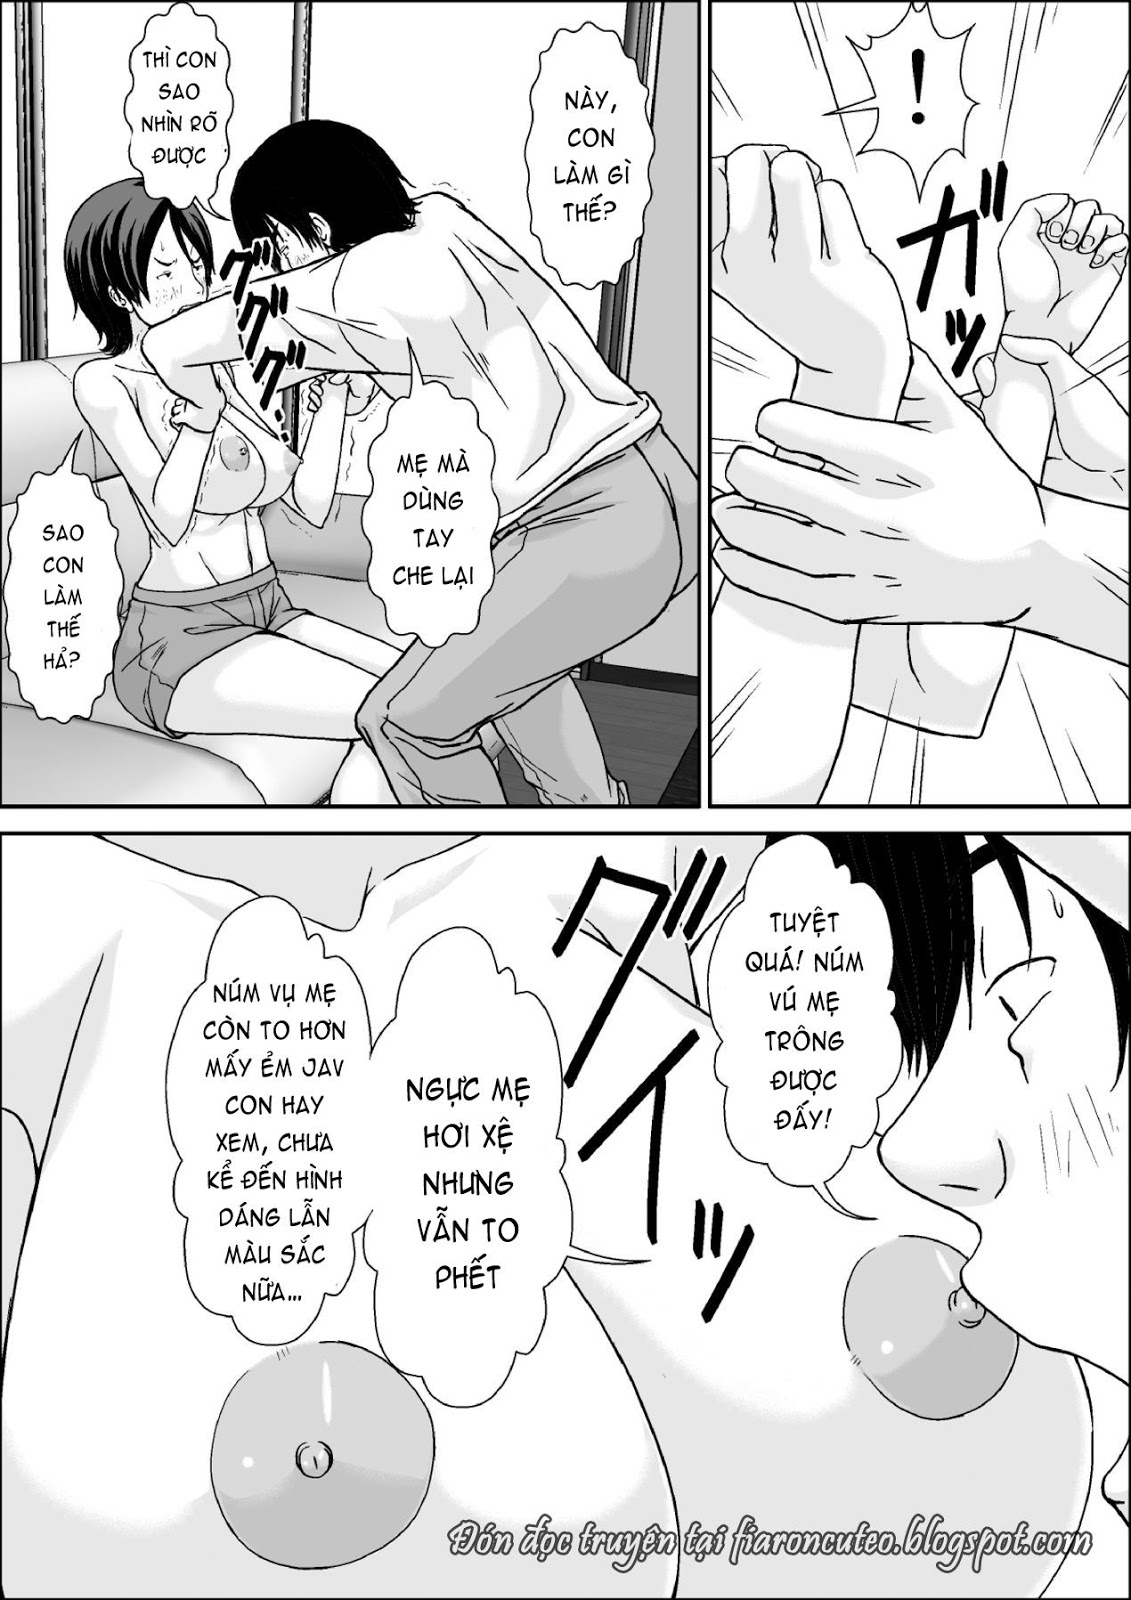 !
ガッ
NÀY,
CON
LÀM GÌ
THẾ?
MẸ MÀ
DÙNG
TAY
CHE LẠI
THÌ CON
SAO
NHÌN RÕ
ĐƯỢC
ググググ…
SAO
CON
LÀM
THẾ
HẢ?
TUYỆT
QUÁ! NÚM
VÚ MẸ
TRÔNG
ĐƯỢC
ĐẤY!
グイッ
NGỰC MẸ
HƠI XỆ
NHƯNG
VẪN TO
PHẾT
NÚM VỤ MẸ
CÒN TO HƠN
MẤY ẺM JAV
CON HAY
XEM, CHƯA
KỂ ĐẾN HÌNH
DÁNG LẪN
MÀU SẮC
NỮA...
Đón đọc truyện tại fiaroncuteo.blogspot.com